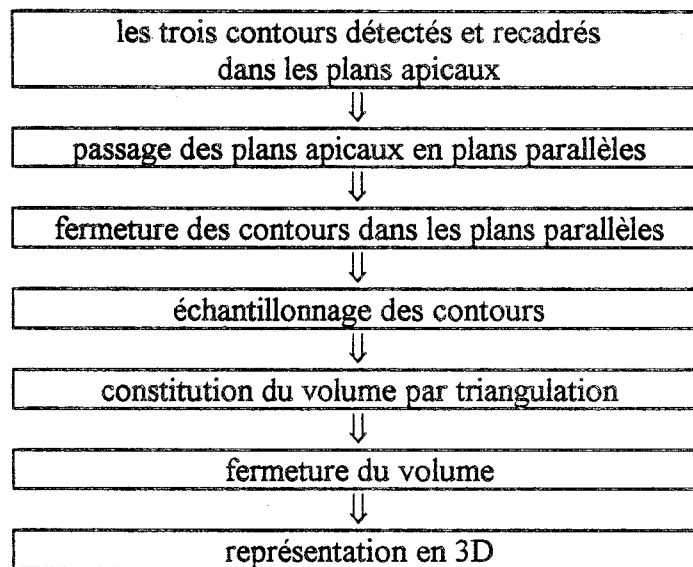 les trois contours détectés et recadrés
dans les plans apicaux
⇓
passage des plans apicaux en plans parallèles
⇓
fermeture des contours dans les plans parallèles
⇓
échantillonnage des contours
⇓
constitution du volume par triangulation
⇓
fermeture du volume
⇓
représentation en 3D